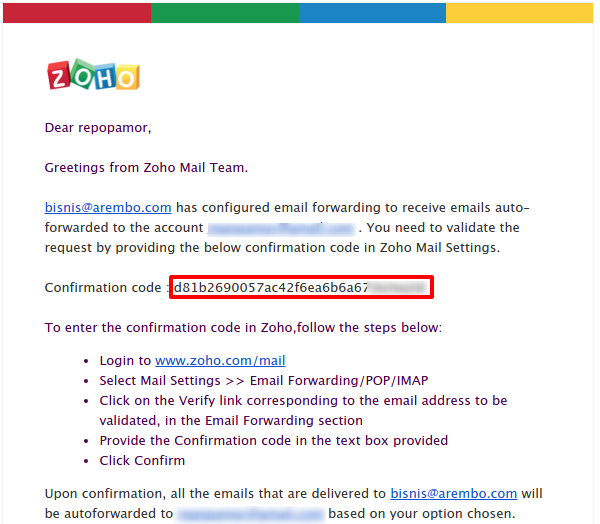 ZOHO
Dear repopamor,
Greetings from Zoho Mail Team.
bisnis@arembo.com has configured email forwarding to receive emails auto-
forwarded to the account . You need to validate the
request by providing the below confirmation code in Zoho Mail Settings.
Confirmation code : d81b2690057ac42f6ea6b6a67
To enter the confirmation code in Zoho,follow the steps below:
• Login to www.zoho.com/mail
• Select Mail Settings >> Email Forwarding/POP/IMAP
• Click on the Verify link corresponding to the email address to be
validated, in the Email Forwarding section
• Provide the Confirmation code in the text box provided
• Click Confirm
Upon confirmation, all the emails that are delivered to bisnis@arembo.com will
be autoforwarded to based on your option chosen.